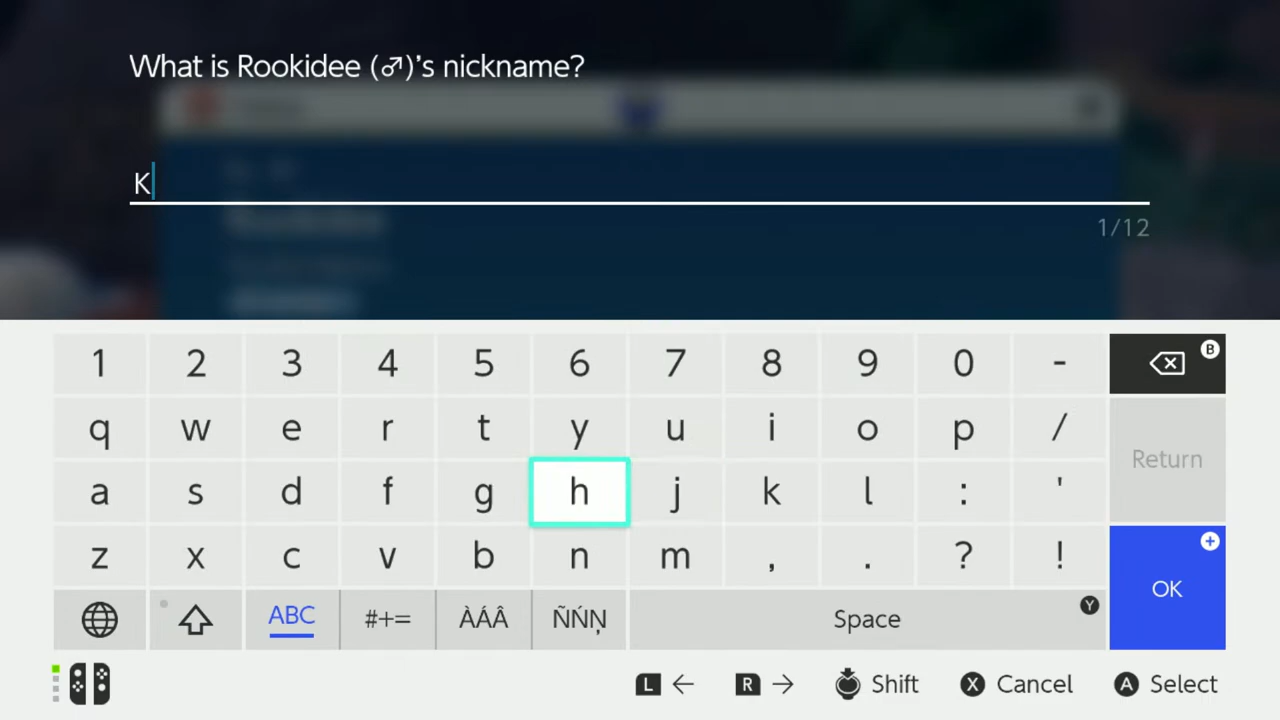 What is Rookidee (♂)'s nickname?
K
1/12
1 2 3 4 5 6 7 8 9 0 -
B
q w e r t y u i o p /
Return
a s d f g h j k l : '
z x c v b n m , . ? !
OK
ABC #+= ÀÁÂ ÑŃŅ Space Y
L ← R → Shift X Cancel A Select